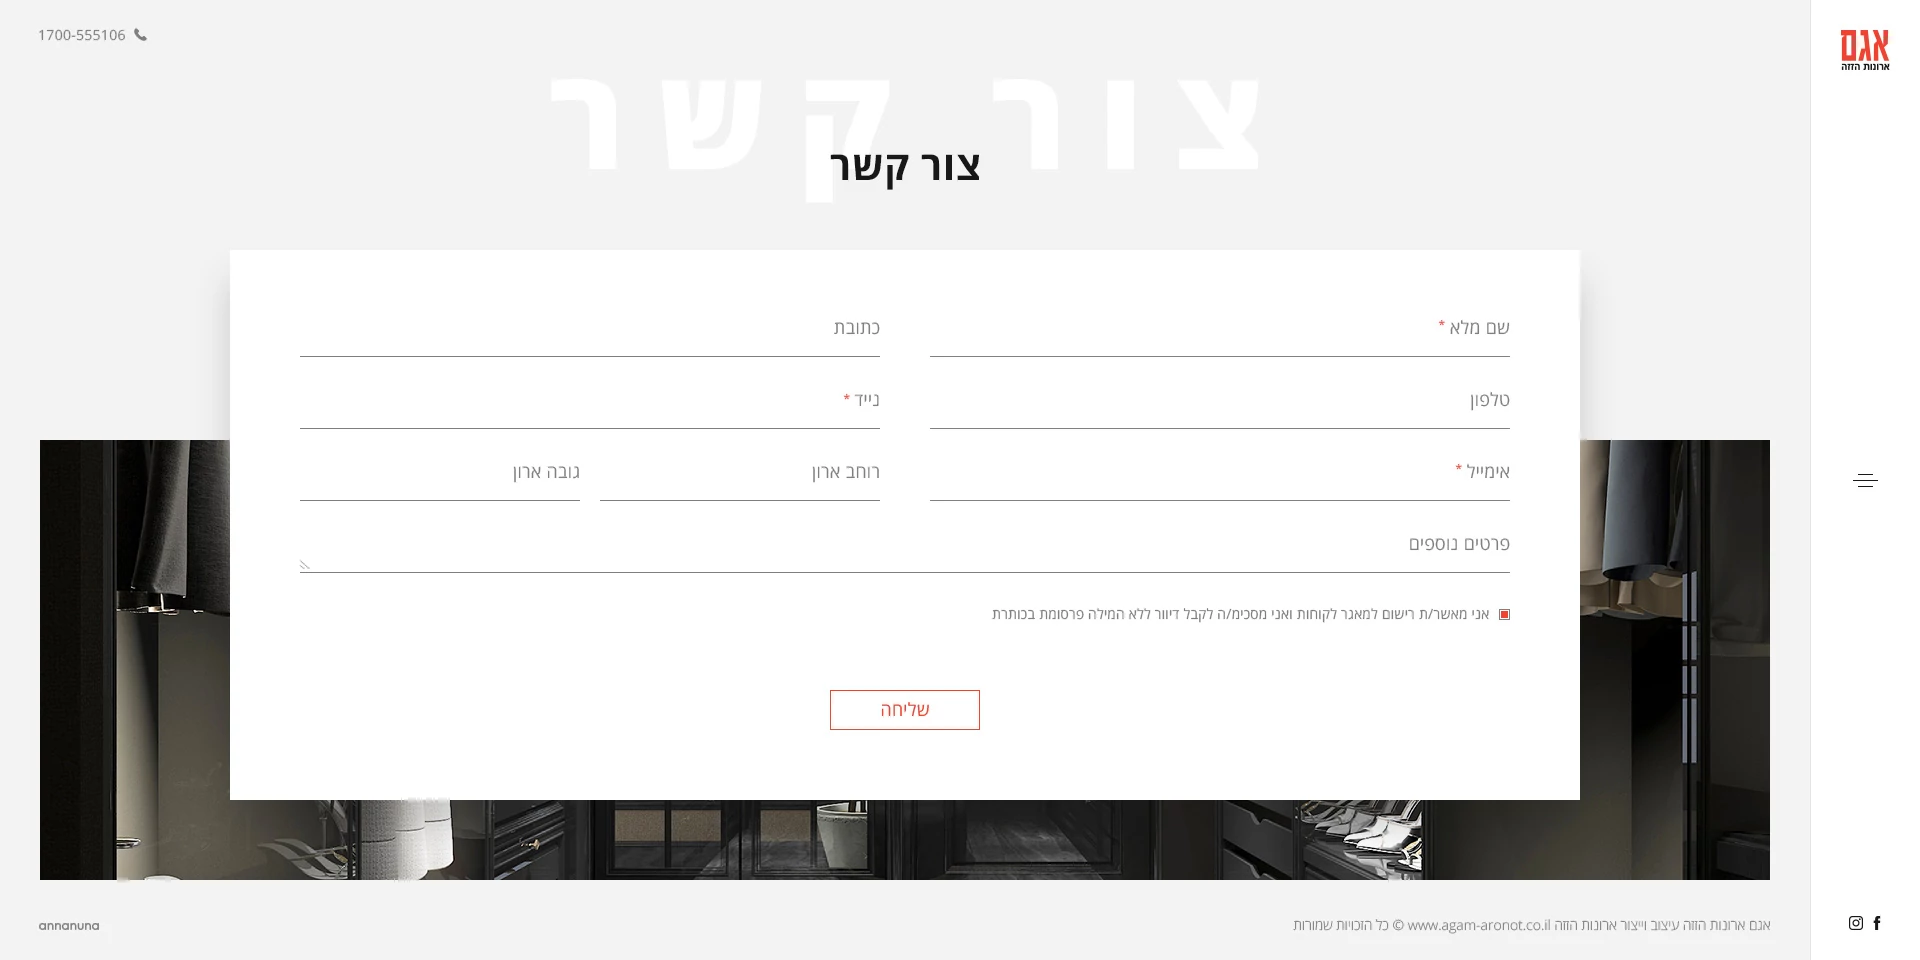 1700-555106
אגם
ארונות הזזה
צור קשר
צור קשר
שם מלא *
כתובת
טלפון
נייד *
אימייל *
רוחב ארון
גובה ארון
פרטים נוספים
אני מאשר/ת רישום למאגר לקוחות ואני מסכימ/ה לקבל דיוור ללא המילה פרסומת בכותרת
שליחה
אגם ארונות הזזה עיצוב וייצור ארונות הזזה www.agam-aronot.co.il © כל הזכויות שמורות
annanuna